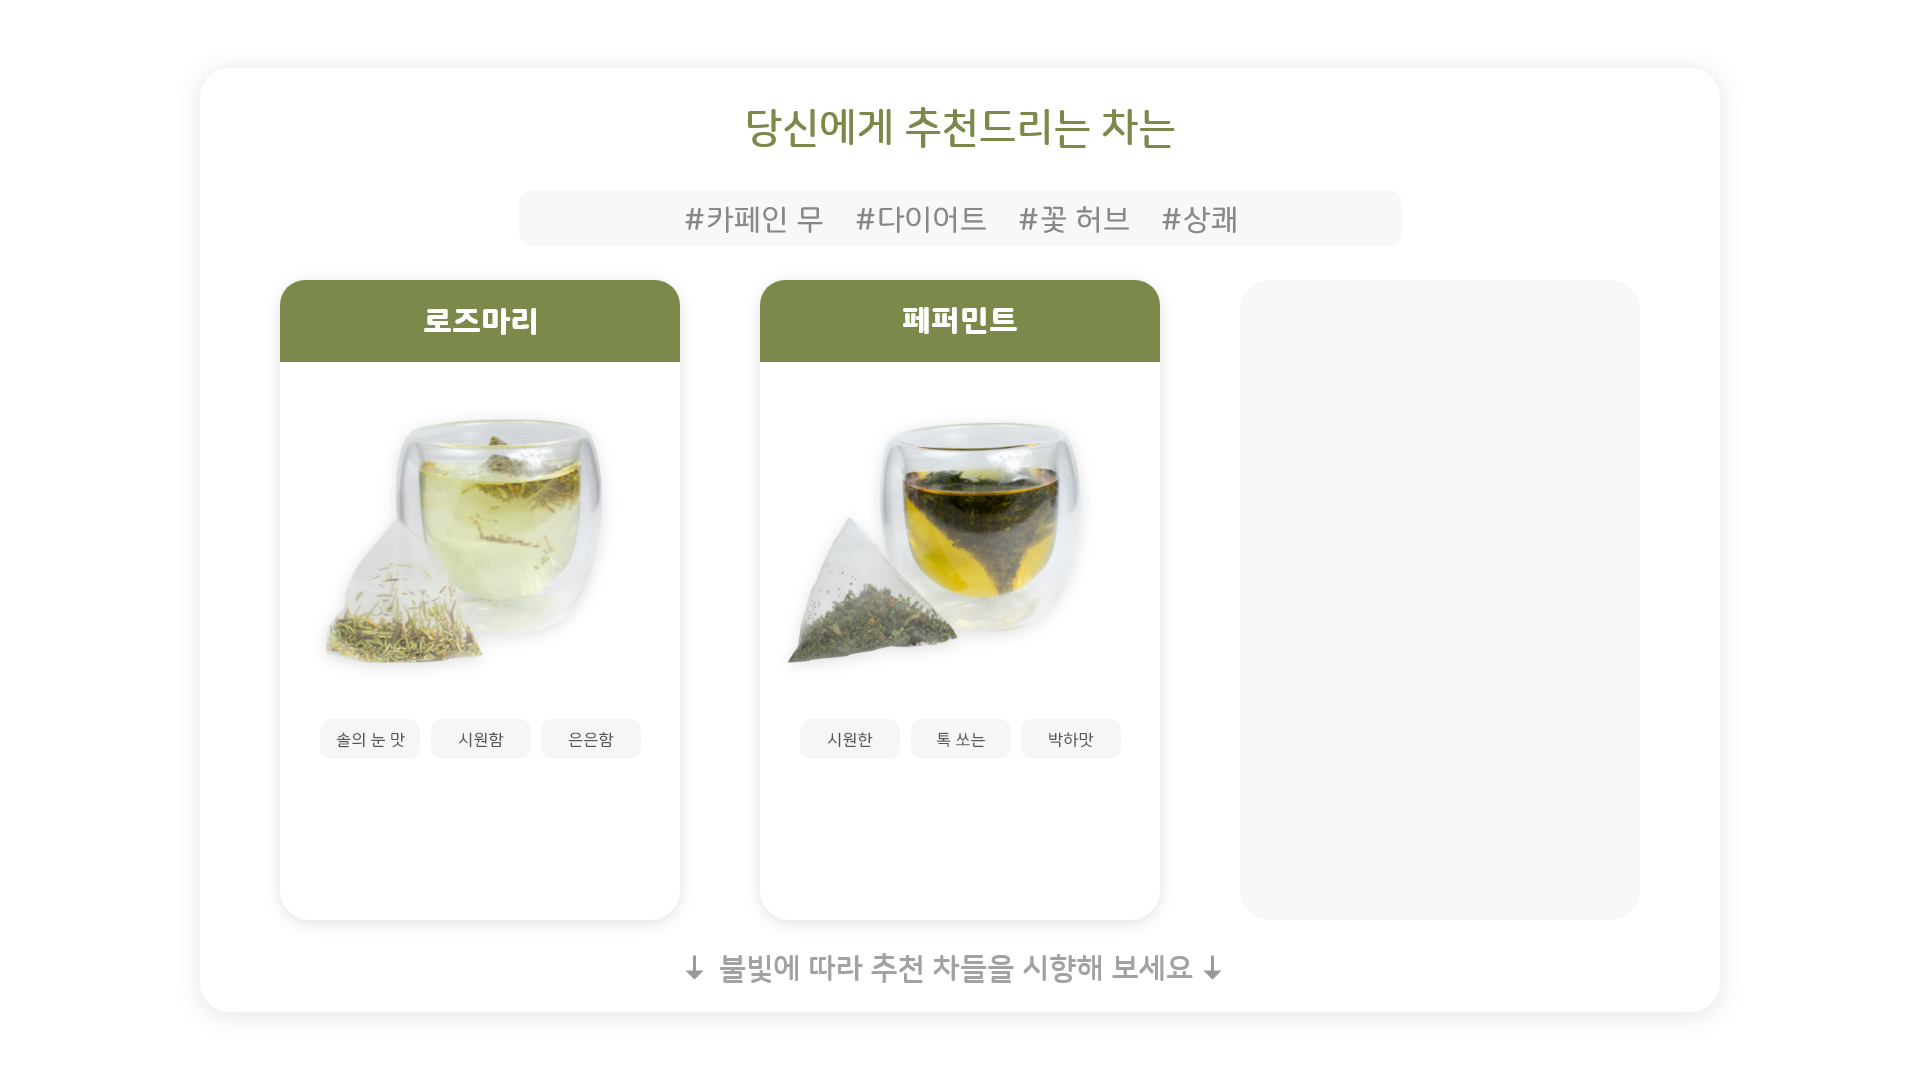 당신에게 추천드리는 차는
#카페인 무 #다이어트 #꽃 허브 #상쾌
로즈마리
솔의 눈 맛 시원함 은은함
페퍼민트
시원한 톡 쏘는 박하맛
↓ 불빛에 따라 추천 차들을 시향해 보세요 ↓